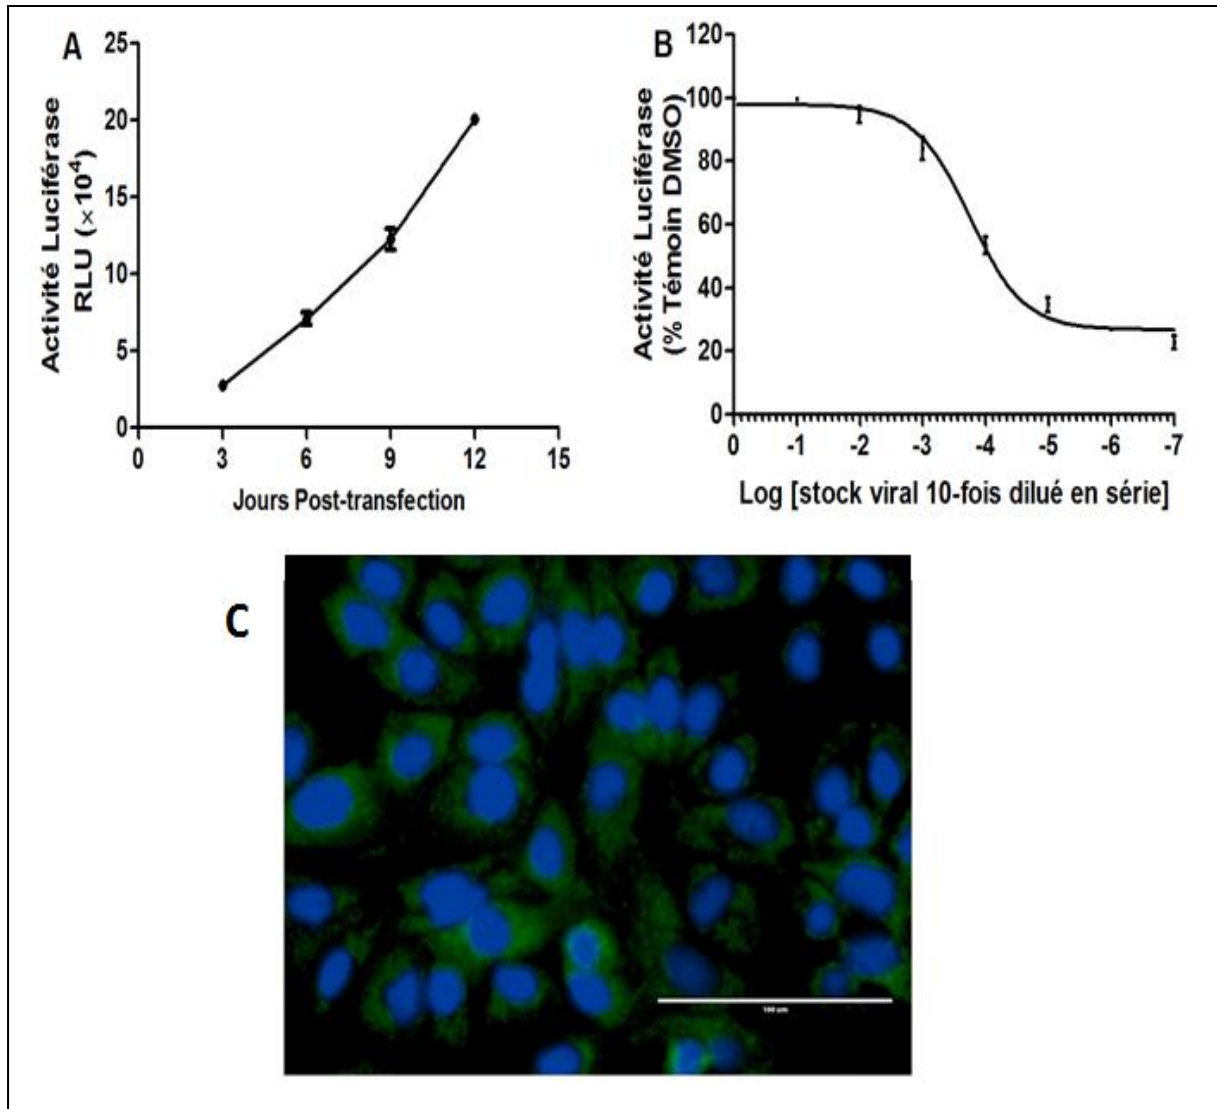 A
Activité Luciférase
RLU (×10⁴)
25
20
15
10
5
0
0 3 6 9 12 15
Jours Post-transfection
B
Activité Luciférase
(% Témoin DMSO)
120
100
80
60
40
20
0
0 -1 -2 -3 -4 -5 -6 -7
Log [stock viral 10-fois dilué en série]
C